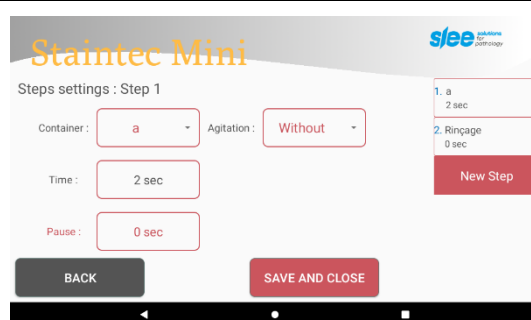 Staintec Mini
slee solutions
for
pathology
Steps settings : Step 1
Container :
a
Agitation :
Without
Time :
2 sec
Pause :
0 sec
BACK
SAVE AND CLOSE
1. a
2 sec
2. Rinçage
0 sec
New Step